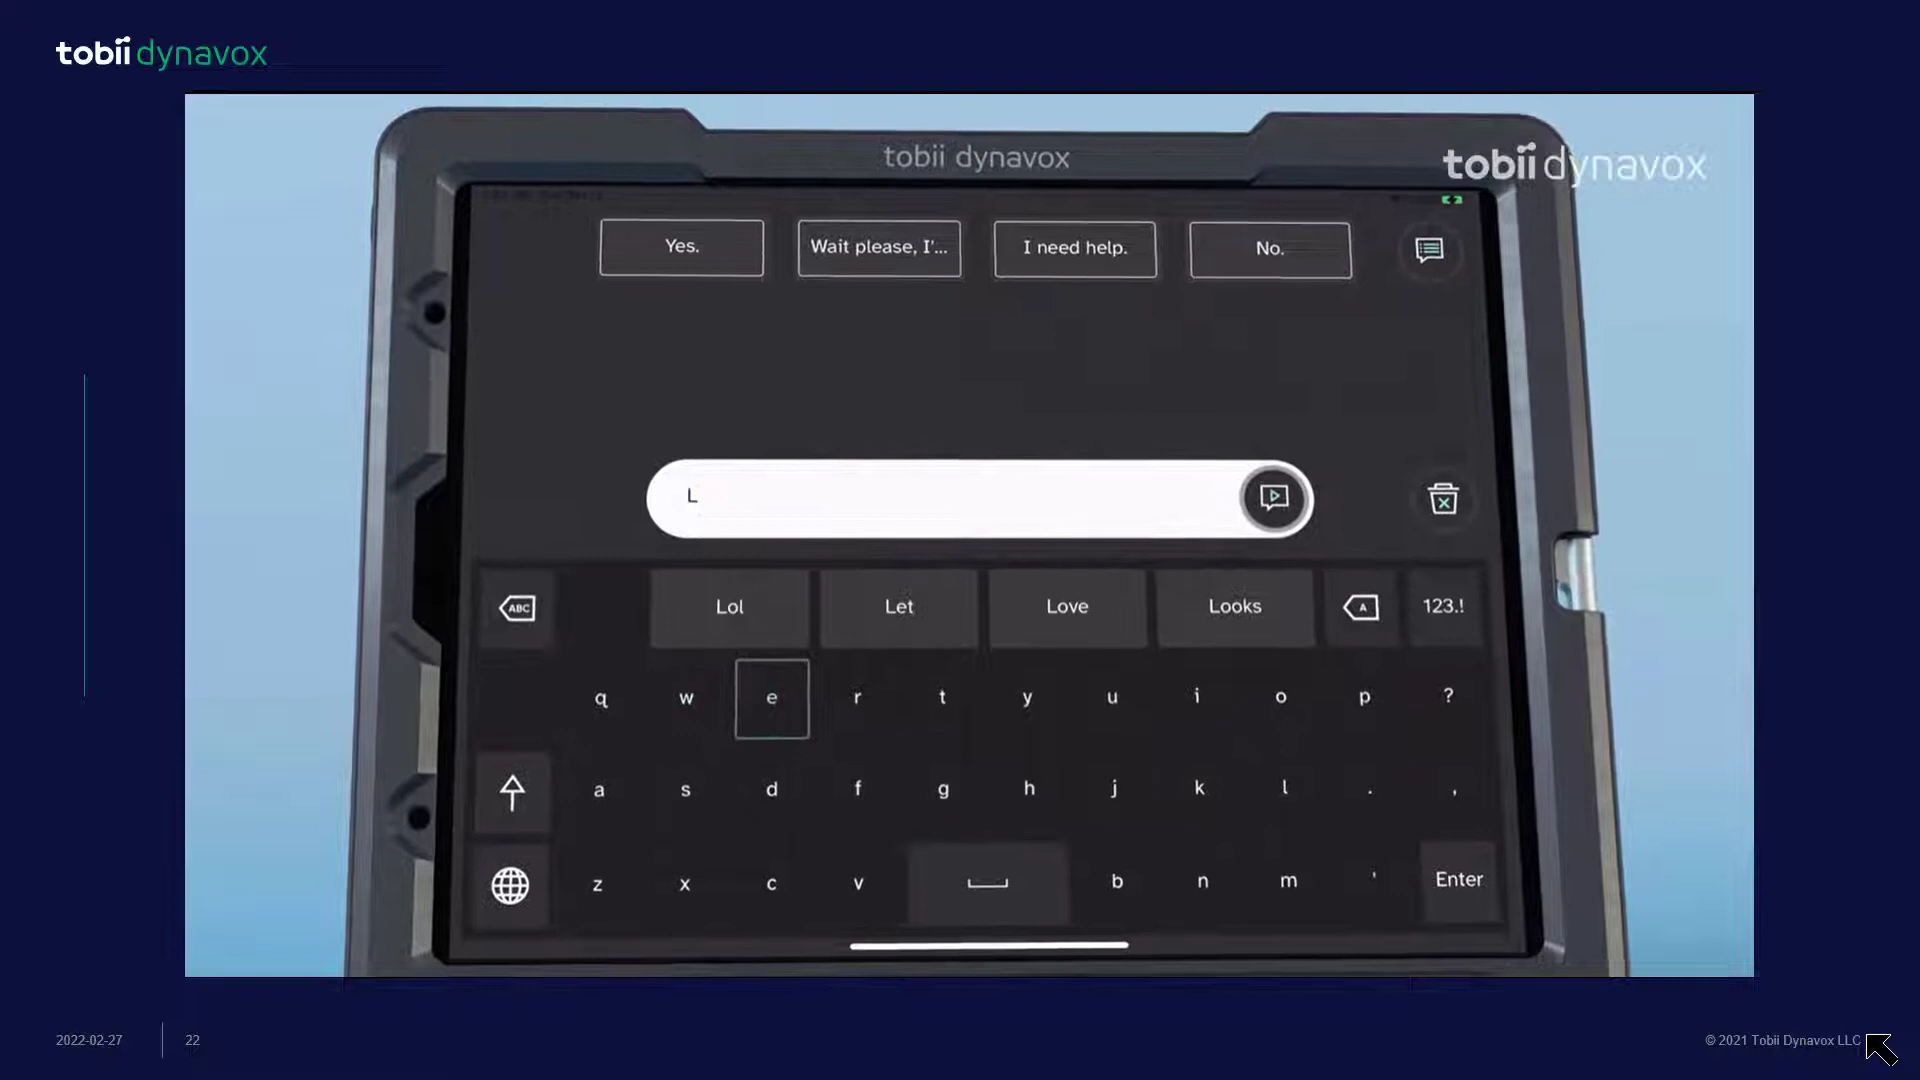 tobii dynavox
tobii dynavox
tobii dynavox
Yes.
Wait please, I'...
I need help.
No.
L
ABC
Lol
Let
Love
Looks
A
123.!
q w e r t y u i o p ?
a s d f g h j k l . ,
z x c v b n m '
Enter
2022-02-27
22
© 2021 Tobii Dynavox LLC